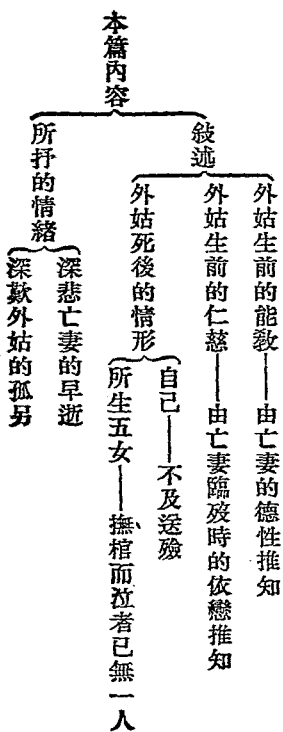 本篇內容
敍述
外姑生前的能敎——由亡妻的德性推知
外姑生前的仁慈——由亡妻臨歿時的依戀推知
外姑死後的情形
自己——不及送殮
所生五女——撫棺而泣者已無一人
所抒的情緖
深悲亡妻的早逝
深歎外姑的孤另